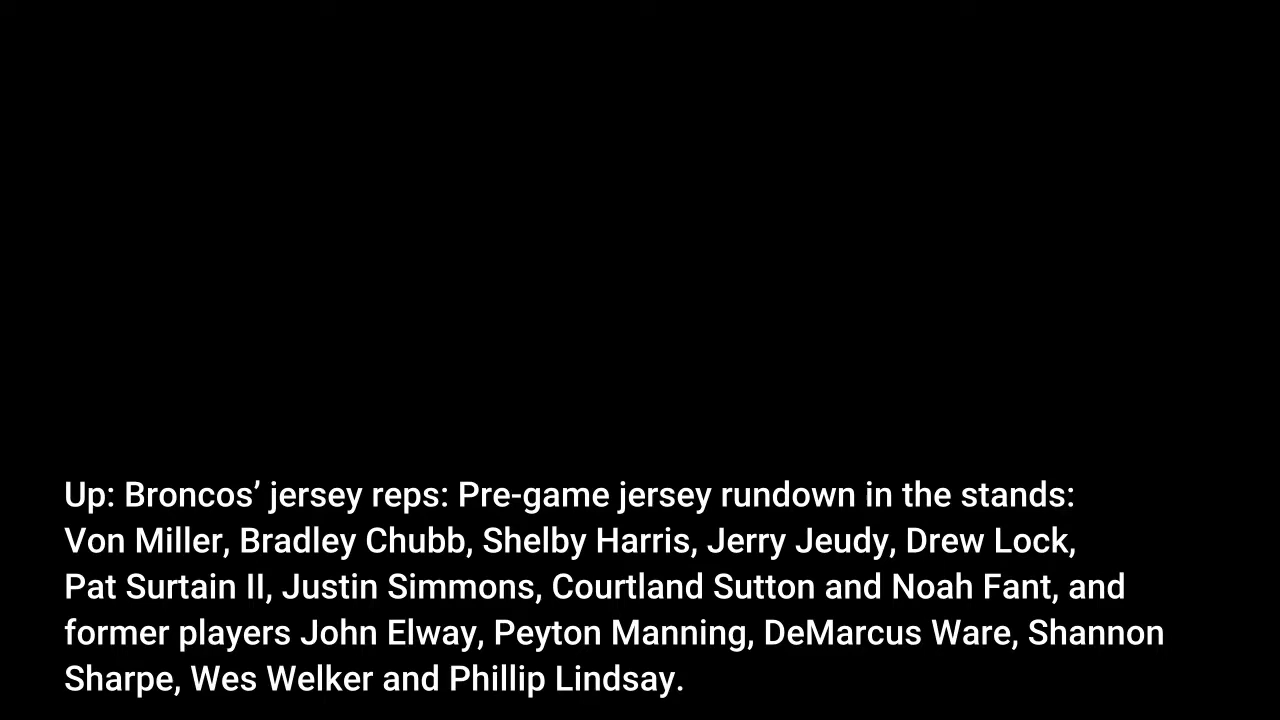 Up: Broncos’ jersey reps: Pre-game jersey rundown in the stands:
Von Miller, Bradley Chubb, Shelby Harris, Jerry Jeudy, Drew Lock,
Pat Surtain II, Justin Simmons, Courtland Sutton and Noah Fant, and
former players John Elway, Peyton Manning, DeMarcus Ware, Shannon
Sharpe, Wes Welker and Phillip Lindsay.